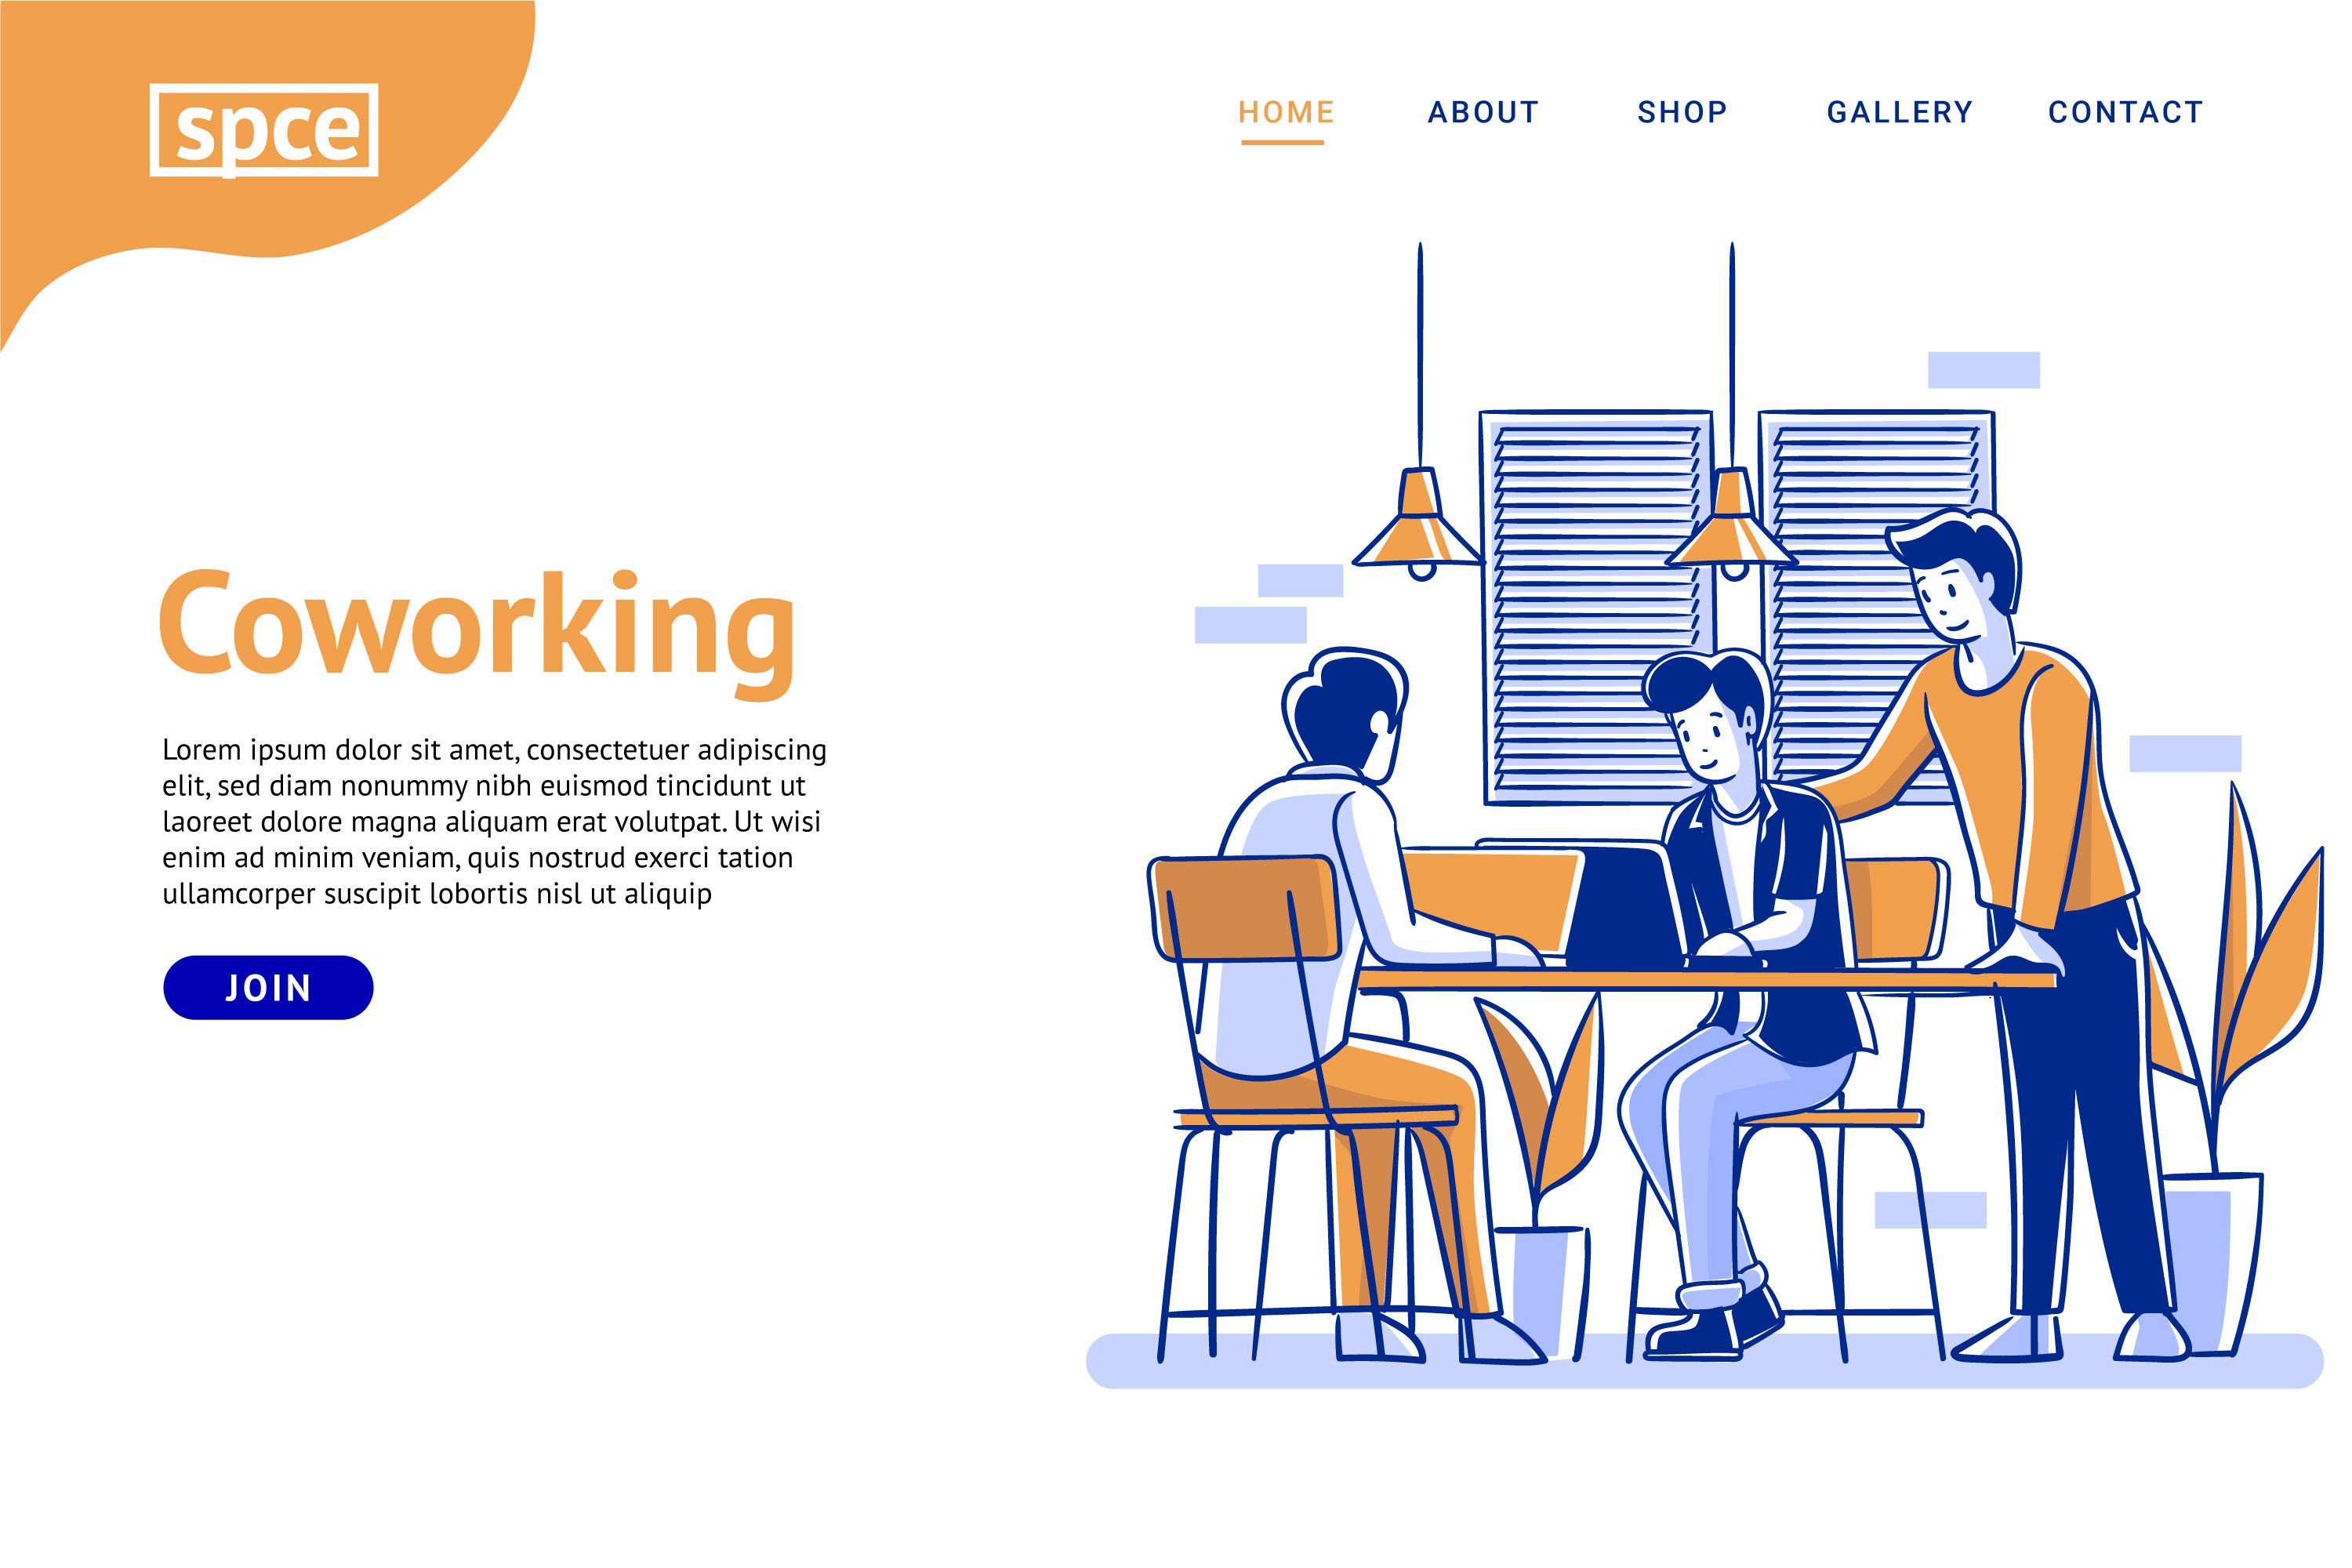 spce
HOME ABOUT SHOP GALLERY CONTACT
Coworking
Lorem ipsum dolor sit amet, consectetuer adipiscing
elit, sed diam nonummy nibh euismod tincidunt ut
laoreet dolore magna aliquam erat volutpat. Ut wisi
enim ad minim veniam, quis nostrud exerci tation
ullamcorper suscipit lobortis nisl ut aliquip
JOIN